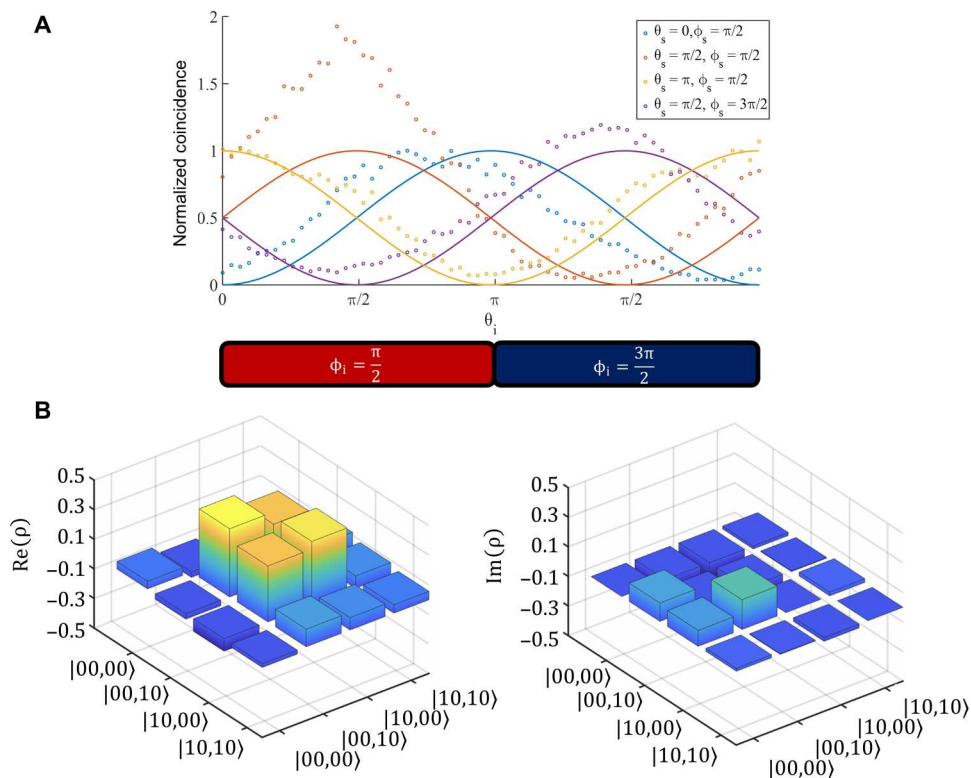 A
2
1.5
1
0.5
0
Normalized coincidence
θs = 0,ϕs = π/2
θs = π/2, ϕs = π/2
θs = π, ϕs = π/2
θs = π/2, ϕs = 3π/2
0 π/2 π π/2
θi
ϕi = π/2
ϕi = 3π/2
B
0.5
0.3
0.1
−0.1
−0.3
−0.5
Re(ρ)
|00,00⟩
|00,10⟩
|10,00⟩
|10,10⟩
|00,00⟩
|00,10⟩
|10,00⟩
|10,10⟩
0.5
0.3
0.1
−0.1
−0.3
−0.5
Im(ρ)
|00,00⟩
|00,10⟩
|10,00⟩
|10,10⟩
|00,00⟩
|00,10⟩
|10,00⟩
|10,10⟩